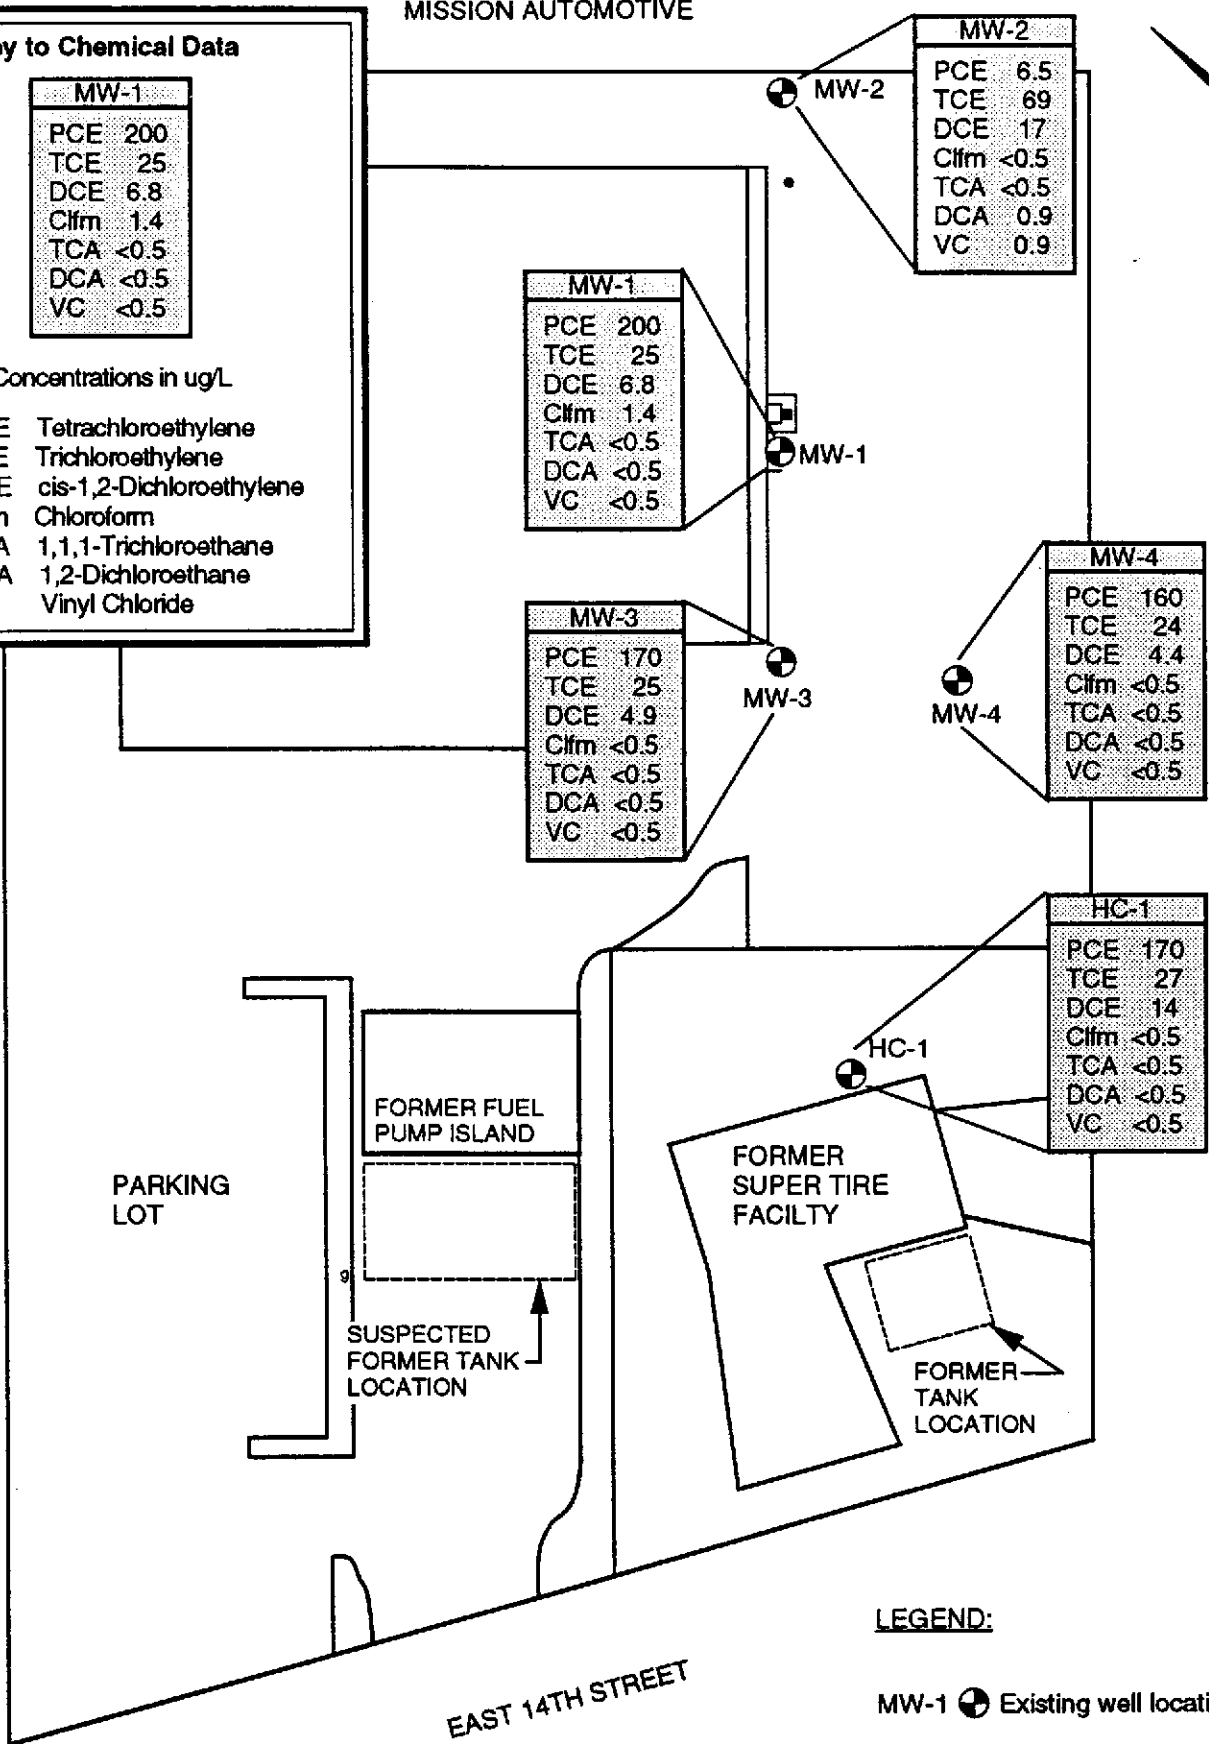 MISSION AUTOMOTIVE
y to Chemical Data
MW-1
PCE 200
TCE 25
DCE 6.8
Clfm 1.4
TCA <0.5
DCA <0.5
VC <0.5
Concentrations in ug/L
E Tetrachloroethylene
E Trichloroethylene
E cis-1,2-Dichloroethylene
n Chloroform
A 1,1,1-Trichloroethane
A 1,2-Dichloroethane
Vinyl Chloride
MW-2
MW-2
PCE 6.5
TCE 69
DCE 17
Clfm <0.5
TCA <0.5
DCA 0.9
VC 0.9
MW-1
PCE 200
TCE 25
DCE 6.8
Clfm 1.4
TCA <0.5
DCA <0.5
VC <0.5
MW-1
MW-3
PCE 170
TCE 25
DCE 4.9
Clfm <0.5
TCA <0.5
DCA <0.5
VC <0.5
MW-3
MW-4
MW-4
PCE 160
TCE 24
DCE 4.4
Clfm <0.5
TCA <0.5
DCA <0.5
VC <0.5
HC-1
PCE 170
TCE 27
DCE 14
Clfm <0.5
TCA <0.5
DCA <0.5
VC <0.5
HC-1
FORMER FUEL
PUMP ISLAND
PARKING
LOT
FORMER
SUPER TIRE
FACILTY
g
SUSPECTED
FORMER TANK
LOCATION
FORMER
TANK
LOCATION
EAST 14TH STREET
LEGEND:
MW-1 Existing well locati